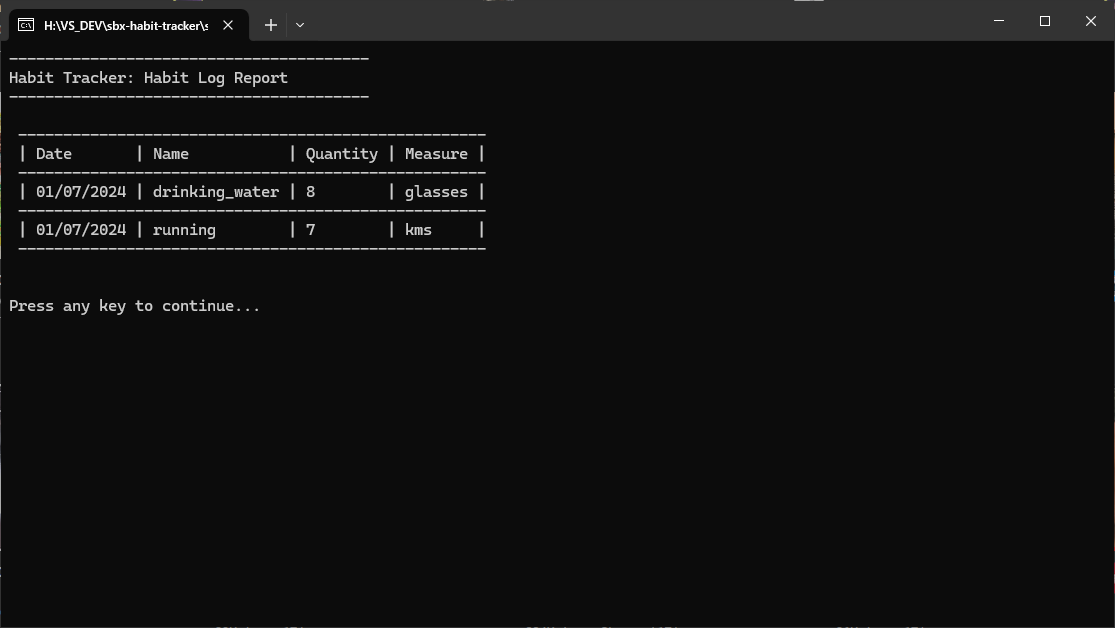 H:\VS_DEV\sbx-habit-tracker\s
----------------------------------------
Habit Tracker: Habit Log Report
----------------------------------------
----------------------------------------------------
| Date       | Name           | Quantity | Measure |
----------------------------------------------------
| 01/07/2024 | drinking_water | 8        | glasses |
----------------------------------------------------
| 01/07/2024 | running        | 7        | kms     |
----------------------------------------------------
Press any key to continue...